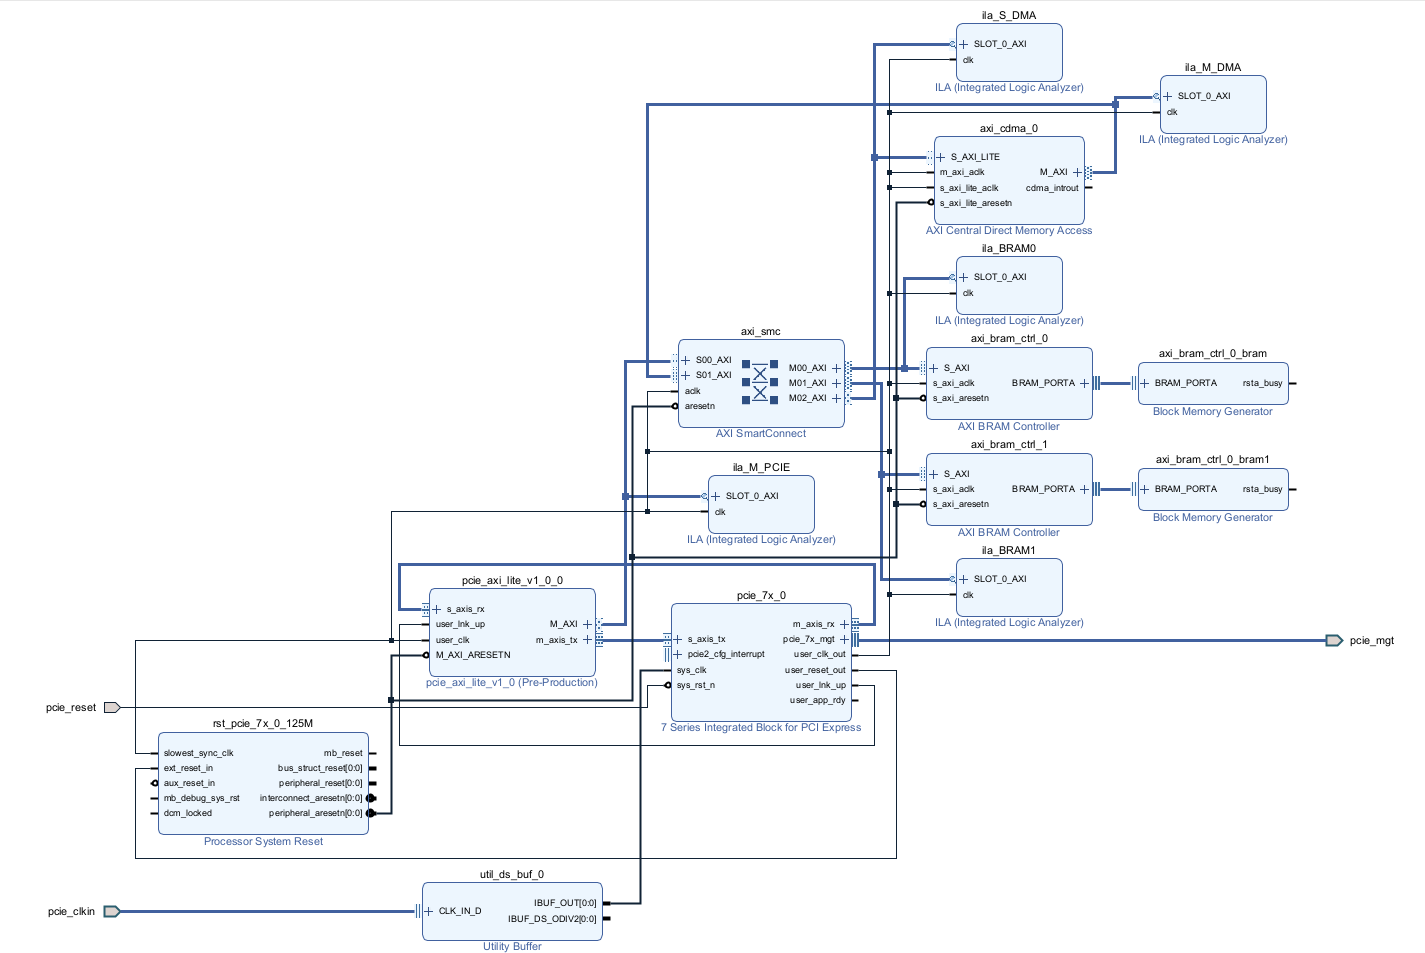 ila_S_DMA
SLOT_0_AXI
clk
ILA (Integrated Logic Analyzer)
ila_M_DMA
SLOT_0_AXI
clk
ILA (Integrated Logic Analyzer)
axi_cdma_0
S_AXI_LITE
m_axi_aclk
s_axi_lite_aclk
s_axi_lite_aresetn
M_AXI
cdma_introut
AXI Central Direct Memory Access
ila_BRAM0
SLOT_0_AXI
clk
ILA (Integrated Logic Analyzer)
axi_smc
S00_AXI
S01_AXI
aclk
aresetn
M00_AXI
M01_AXI
M02_AXI
AXI SmartConnect
axi_bram_ctrl_0
S_AXI
s_axi_aclk
s_axi_aresetn
BRAM_PORTA
AXI BRAM Controller
axi_bram_ctrl_0_bram
BRAM_PORTA
rsta_busy
Block Memory Generator
axi_bram_ctrl_1
S_AXI
s_axi_aclk
s_axi_aresetn
BRAM_PORTA
AXI BRAM Controller
axi_bram_ctrl_0_bram1
BRAM_PORTA
rsta_busy
Block Memory Generator
ila_M_PCIE
SLOT_0_AXI
clk
ILA (Integrated Logic Analyzer)
ila_BRAM1
SLOT_0_AXI
clk
ILA (Integrated Logic Analyzer)
pcie_axi_lite_v1_0_0
s_axis_rx
user_lnk_up
user_clk
M_AXI_ARESETN
M_AXI
m_axis_tx
pcie_axi_lite_v1_0 (Pre-Production)
pcie_7x_0
s_axis_tx
pcie2_cfg_interrupt
sys_clk
sys_rst_n
m_axis_rx
pcie_7x_mgt
user_clk_out
user_reset_out
user_lnk_up
user_app_rdy
7 Series Integrated Block for PCI Express
pcie_mgt
pcie_reset
rst_pcie_7x_0_125M
slowest_sync_clk
ext_reset_in
aux_reset_in
mb_debug_sys_rst
dcm_locked
mb_reset
bus_struct_reset[0:0]
peripheral_reset[0:0]
interconnect_aresetn[0:0]
peripheral_aresetn[0:0]
Processor System Reset
util_ds_buf_0
CLK_IN_D
IBUF_OUT[0:0]
IBUF_DS_ODIV2[0:0]
Utility Buffer
pcie_clkin